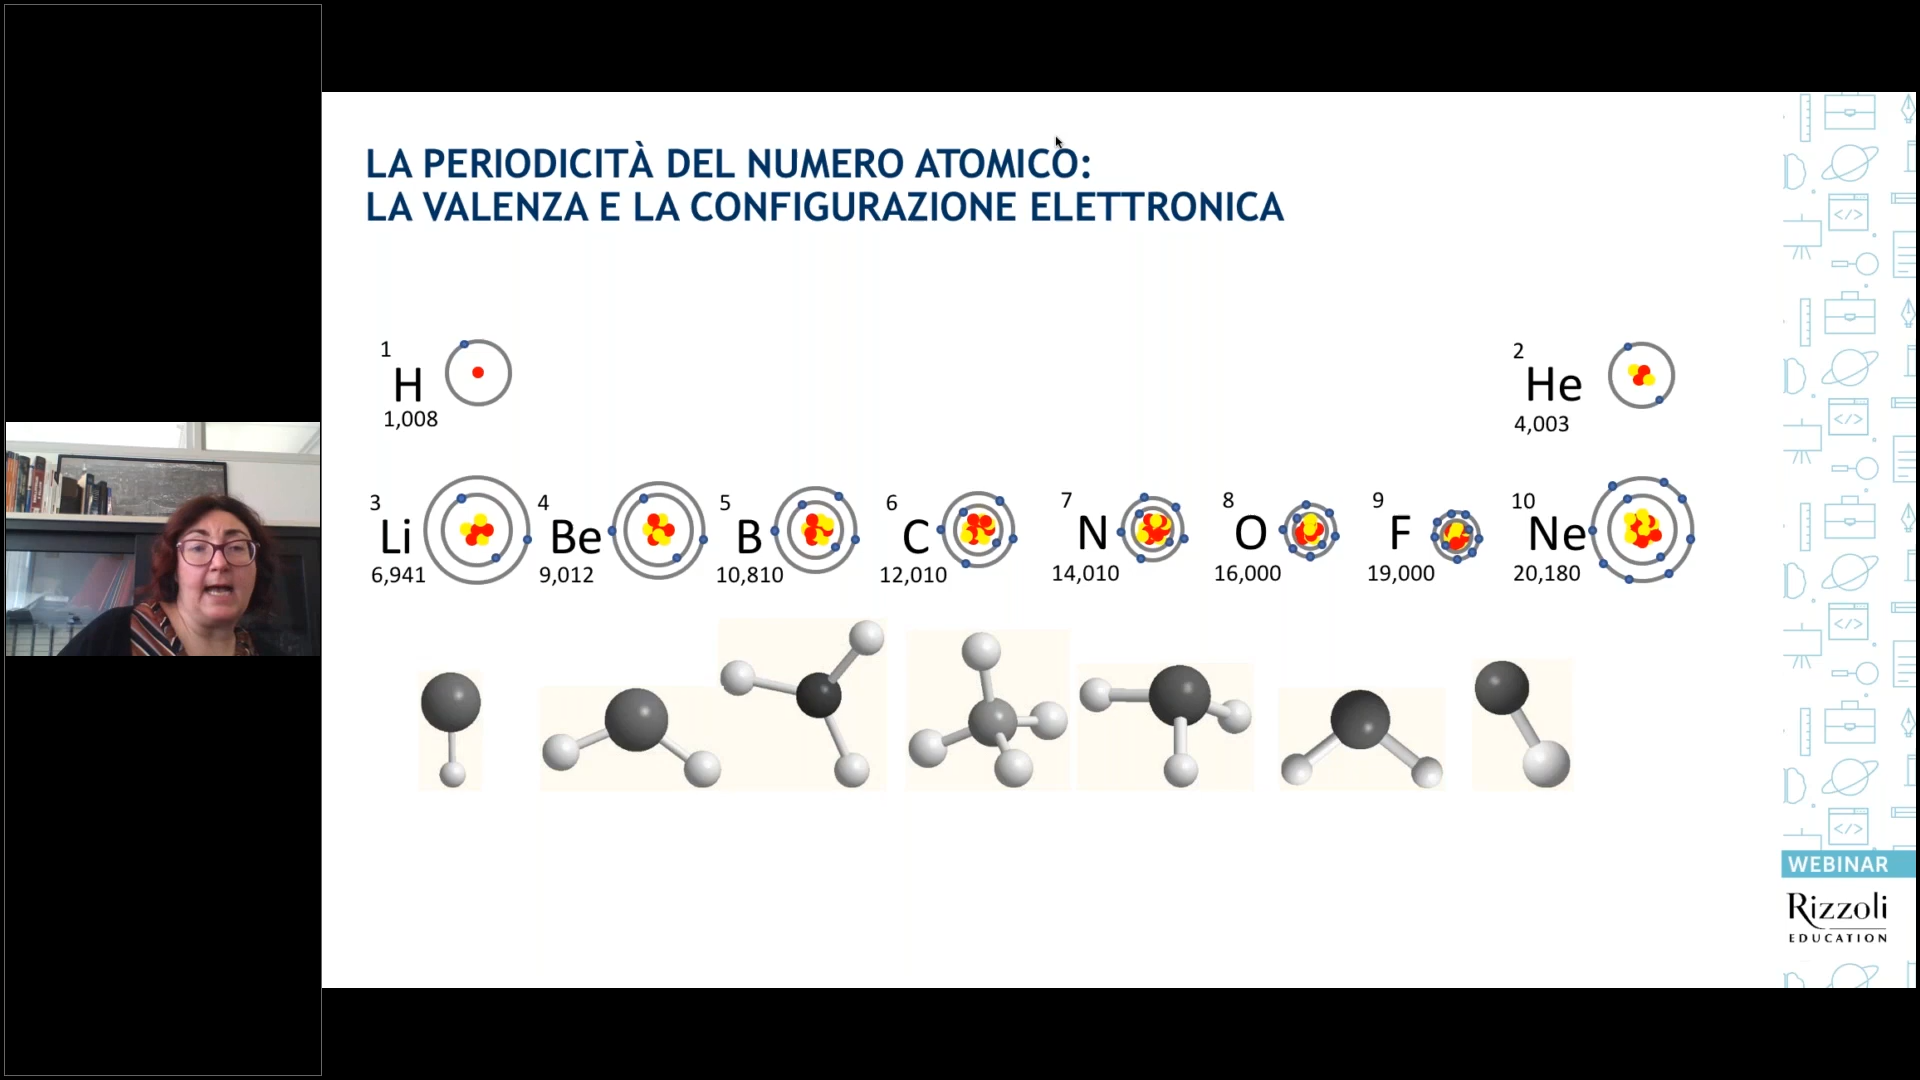 LA PERIODICITÀ DEL NUMERO ATOMICO:
LA VALENZA E LA CONFIGURAZIONE ELETTRONICA
1
H
1,008
2
He
4,003
3
Li
6,941
4
Be
9,012
5
B
10,810
6
C
12,010
7
N
14,010
8
O
16,000
9
F
19,000
10
Ne
20,180
WEBINAR
Rizzoli
EDUCATION